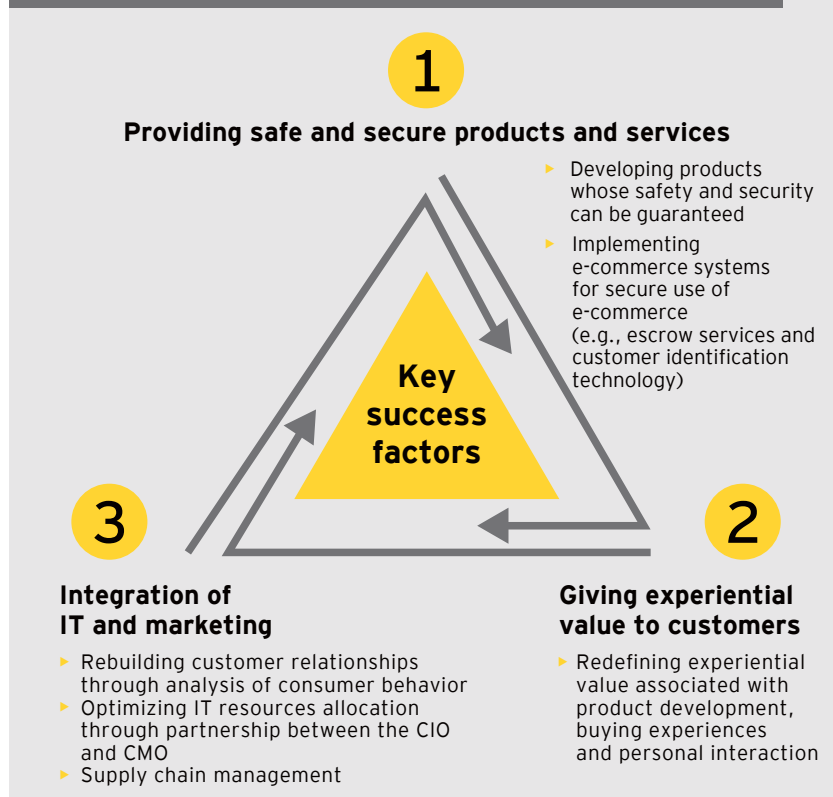 1
Providing safe and secure products and services
▸ Developing products
whose safety and security
can be guaranteed
▸ Implementing
e-commerce systems
for secure use of
e-commerce
(e.g., escrow services and
customer identification
technology)
Key
success
factors
3
Integration of
IT and marketing
▸ Rebuilding customer relationships
through analysis of consumer behavior
▸ Optimizing IT resources allocation
through partnership between the CIO
and CMO
▸ Supply chain management
2
Giving experiential
value to customers
▸ Redefining experiential
value associated with
product development,
buying experiences
and personal interaction